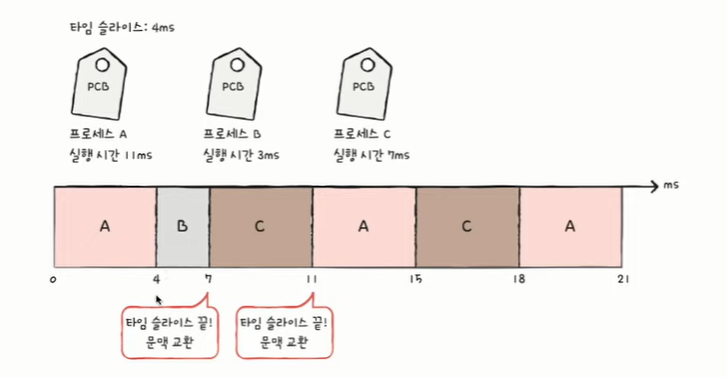 타임 슬라이스: 4ms
PCB
PCB
PCB
프로세스 A
실행 시간 11ms
프로세스 B
실행 시간 3ms
프로세스 C
실행 시간 7ms
ms
A
B
C
A
C
A
0
4
7
11
15
18
21
타임 슬라이스 끝!
문맥 교환
타임 슬라이스 끝!
문맥 교환